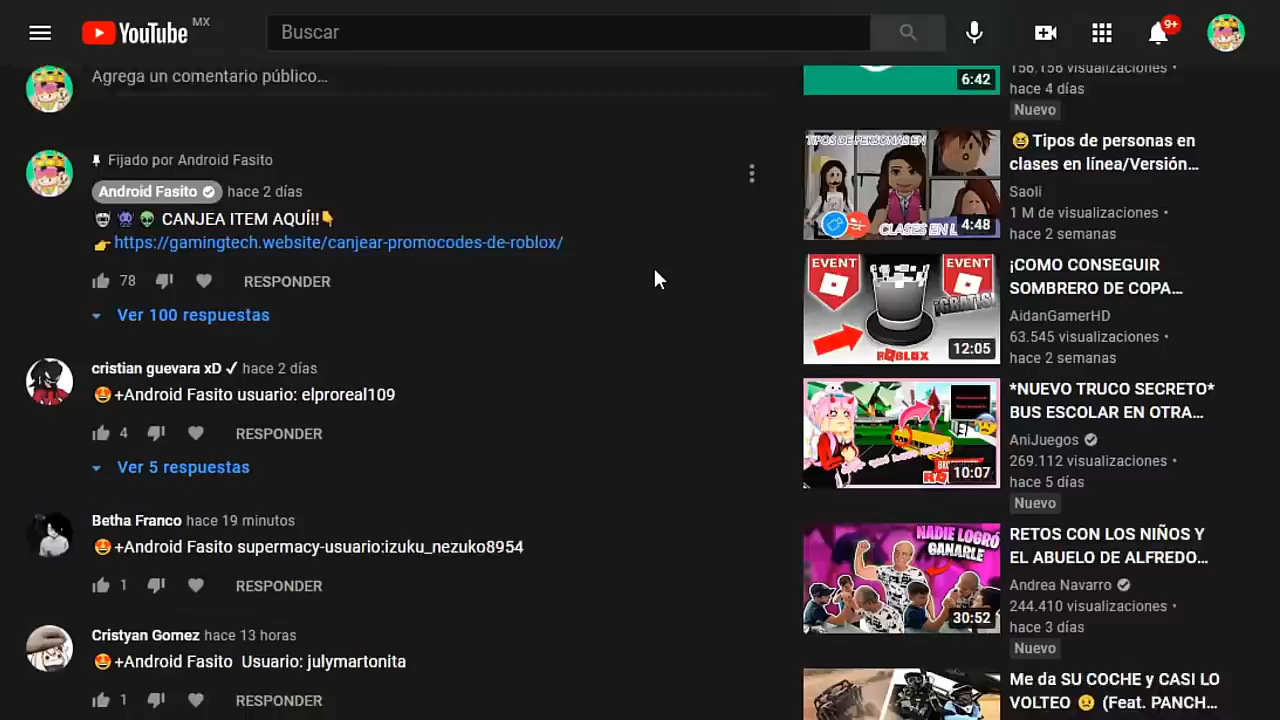 YouTube MX
Buscar
9+
Agrega un comentario público...
Fijado por Android Fasito
Android Fasito hace 2 días
CANJEA ITEM AQUÍ!!
https://gamingtech.website/canjear-promocodes-de-roblox/
78 RESPONDER
Ver 100 respuestas
cristian guevara xD ✓ hace 2 días
+Android Fasito usuario: elproreal109
4 RESPONDER
Ver 5 respuestas
Betha Franco hace 19 minutos
+Android Fasito supermacy-usuario:izuku_nezuko8954
1 RESPONDER
Cristyan Gomez hace 13 horas
+Android Fasito Usuario: julymartonita
1 RESPONDER
6:42
156.156 visualizaciones •
hace 4 días
Nuevo
TIPOS DE PERSONAS EN
CLASES EN L
4:48
Tipos de personas en
clases en línea/Versión...
Saoli
1 M de visualizaciones •
hace 2 semanas
EVENT
EVENT
¡GRATIS!
ROBLOX
12:05
¡COMO CONSEGUIR
SOMBRERO DE COPA...
AidanGamerHD
63.545 visualizaciones •
hace 2 semanas
10:07
*NUEVO TRUCO SECRETO*
BUS ESCOLAR EN OTRA...
AniJuegos
269.112 visualizaciones •
hace 5 días
Nuevo
NADIE LOGRÓ
GANARLE
30:52
RETOS CON LOS NIÑOS Y
EL ABUELO DE ALFREDO...
Andrea Navarro
244.410 visualizaciones •
hace 3 días
Nuevo
Me da SU COCHE y CASI LO
VOLTEO (Feat. PANCH...